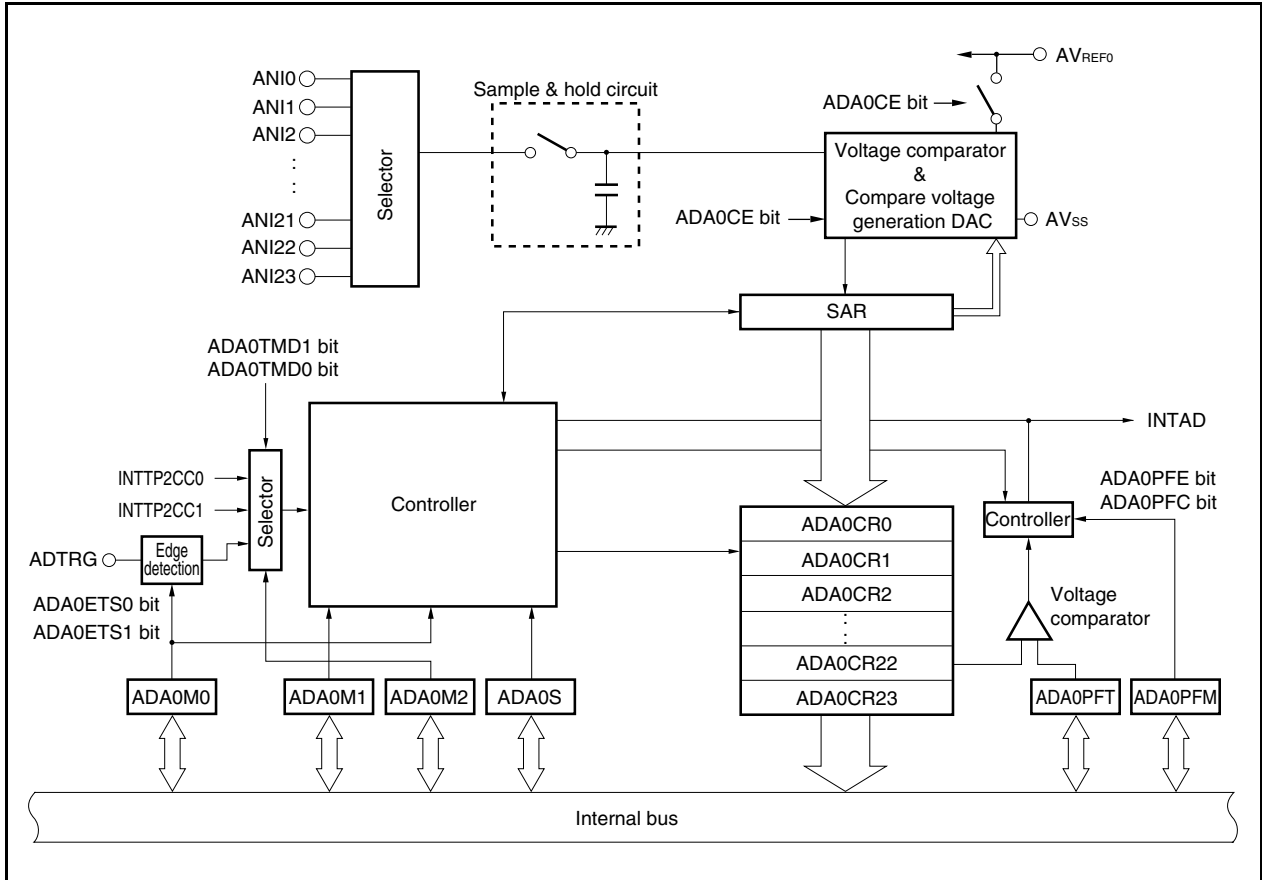 ANI0
ANI1
ANI2
:
:
ANI21
ANI22
ANI23
Selector
Sample & hold circuit
ADA0CE bit
AVREF0
Voltage comparator
&
Compare voltage
generation DAC
ADA0CE bit
AVSS
SAR
ADA0TMD1 bit
ADA0TMD0 bit
INTTP2CC0
INTTP2CC1
ADTRG
Edge
detection
Selector
ADA0ETS0 bit
ADA0ETS1 bit
Controller
INTAD
ADA0PFE bit
ADA0PFC bit
Controller
Voltage
comparator
ADA0CR0
ADA0CR1
ADA0CR2
:
ADA0CR22
ADA0CR23
ADA0M0
ADA0M1
ADA0M2
ADA0S
ADA0PFT
ADA0PFM
Internal bus